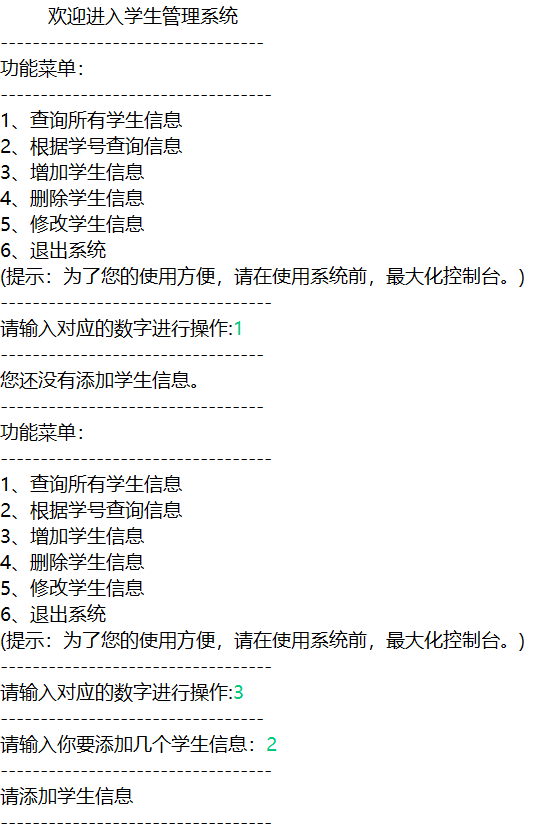 欢迎进入学生管理系统
---------------------------------
功能菜单：
----------------------------------
1、查询所有学生信息
2、根据学号查询信息
3、增加学生信息
4、删除学生信息
5、修改学生信息
6、退出系统
(提示：为了您的使用方便，请在使用系统前，最大化控制台。)
----------------------------------
请输入对应的数字进行操作:1
---------------------------------
您还没有添加学生信息。
---------------------------------
功能菜单：
----------------------------------
1、查询所有学生信息
2、根据学号查询信息
3、增加学生信息
4、删除学生信息
5、修改学生信息
6、退出系统
(提示：为了您的使用方便，请在使用系统前，最大化控制台。)
----------------------------------
请输入对应的数字进行操作:3
---------------------------------
请输入你要添加几个学生信息：2
----------------------------------
请添加学生信息
----------------------------------